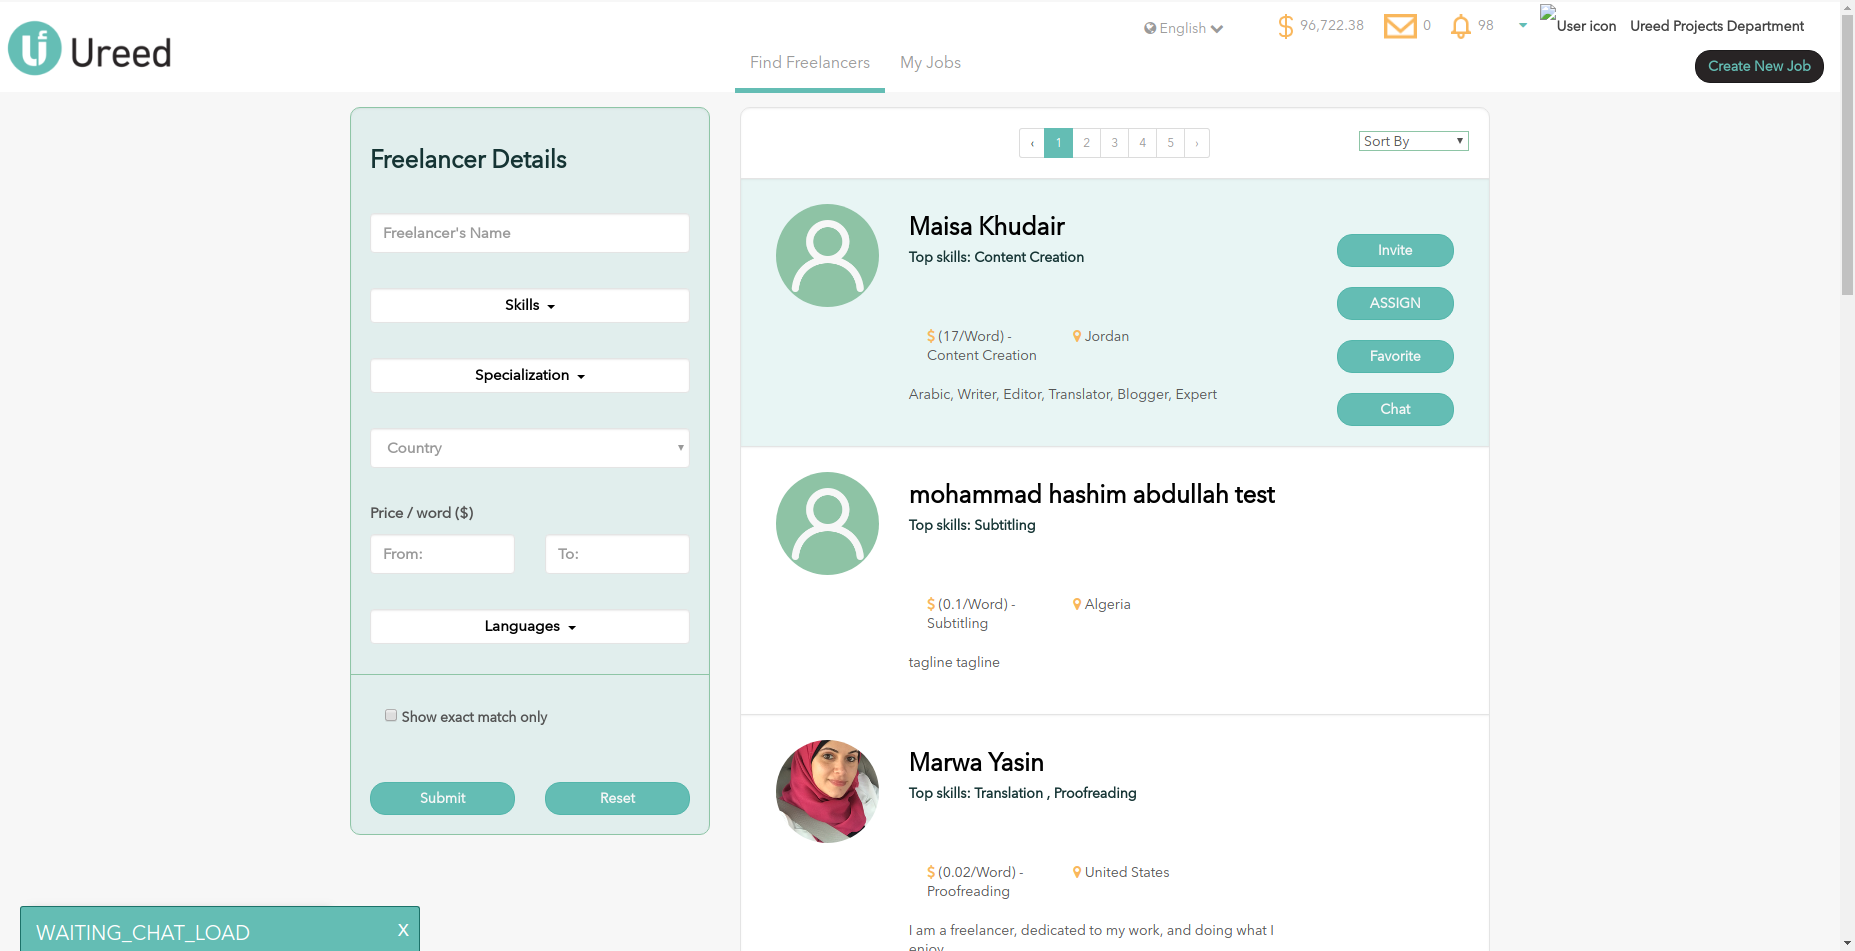 Ureed
English
96,722.38
0
98
User icon
Ureed Projects Department
Find Freelancers
My Jobs
Create New Job
Freelancer Details
Freelancer's Name
Skills
Specialization
Country
Price / word ($)
From:
To:
Languages
Show exact match only
Submit
Reset
‹ 1 2 3 4 5 ›
Sort By
Maisa Khudair
Top skills: Content Creation
$ (17/Word) -
Content Creation
Jordan
Arabic, Writer, Editor, Translator, Blogger, Expert
Invite
ASSIGN
Favorite
Chat
mohammad hashim abdullah test
Top skills: Subtitling
$ (0.1/Word) -
Subtitling
Algeria
tagline tagline
Marwa Yasin
Top skills: Translation , Proofreading
$ (0.02/Word) -
Proofreading
United States
I am a freelancer, dedicated to my work, and doing what I
enjoy
WAITING_CHAT_LOAD
X